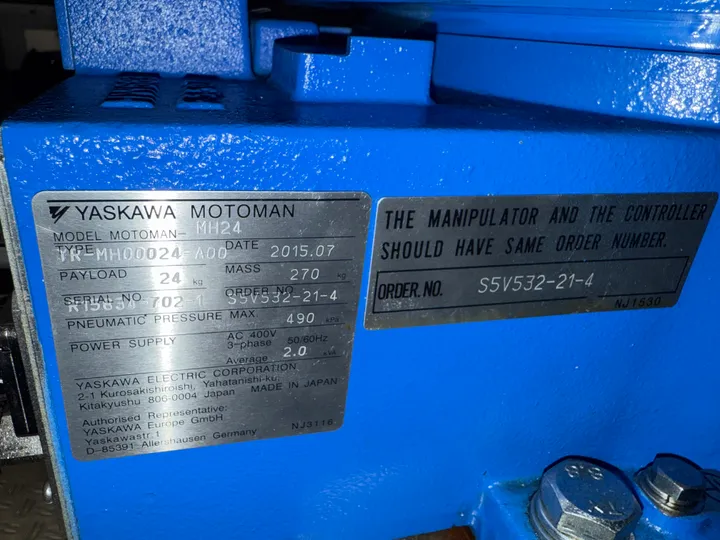 YASKAWA MOTOMAN
MODEL MOTOMAN- MH24
TYPE YR-MH00024-A00 DATE 2015.07
PAYLOAD 24 kg MASS 270 kg
SERIAL NO. ORDER NO. S5V532-21-4
PNEUMATIC PRESSURE MAX. 490 kPa
POWER SUPPLY AC 400V
3-phase 50/60Hz
Average 2.0 kVA
YASKAWA ELECTRIC CORPORATION
2-1 Kurosakishiroishi, Yahatanishi-ku,
Kitakyushu 806-0004 Japan MADE IN JAPAN
Authorised Representative:
YASKAWA Europe GmbH
Yaskawastr.1
D-85391 Allershausen Germany NJ3116
THE MANIPULATOR AND THE CONTROLLER
SHOULD HAVE SAME ORDER NUMBER.
ORDER.NO. S5V532-21-4
NJ1530
8.8